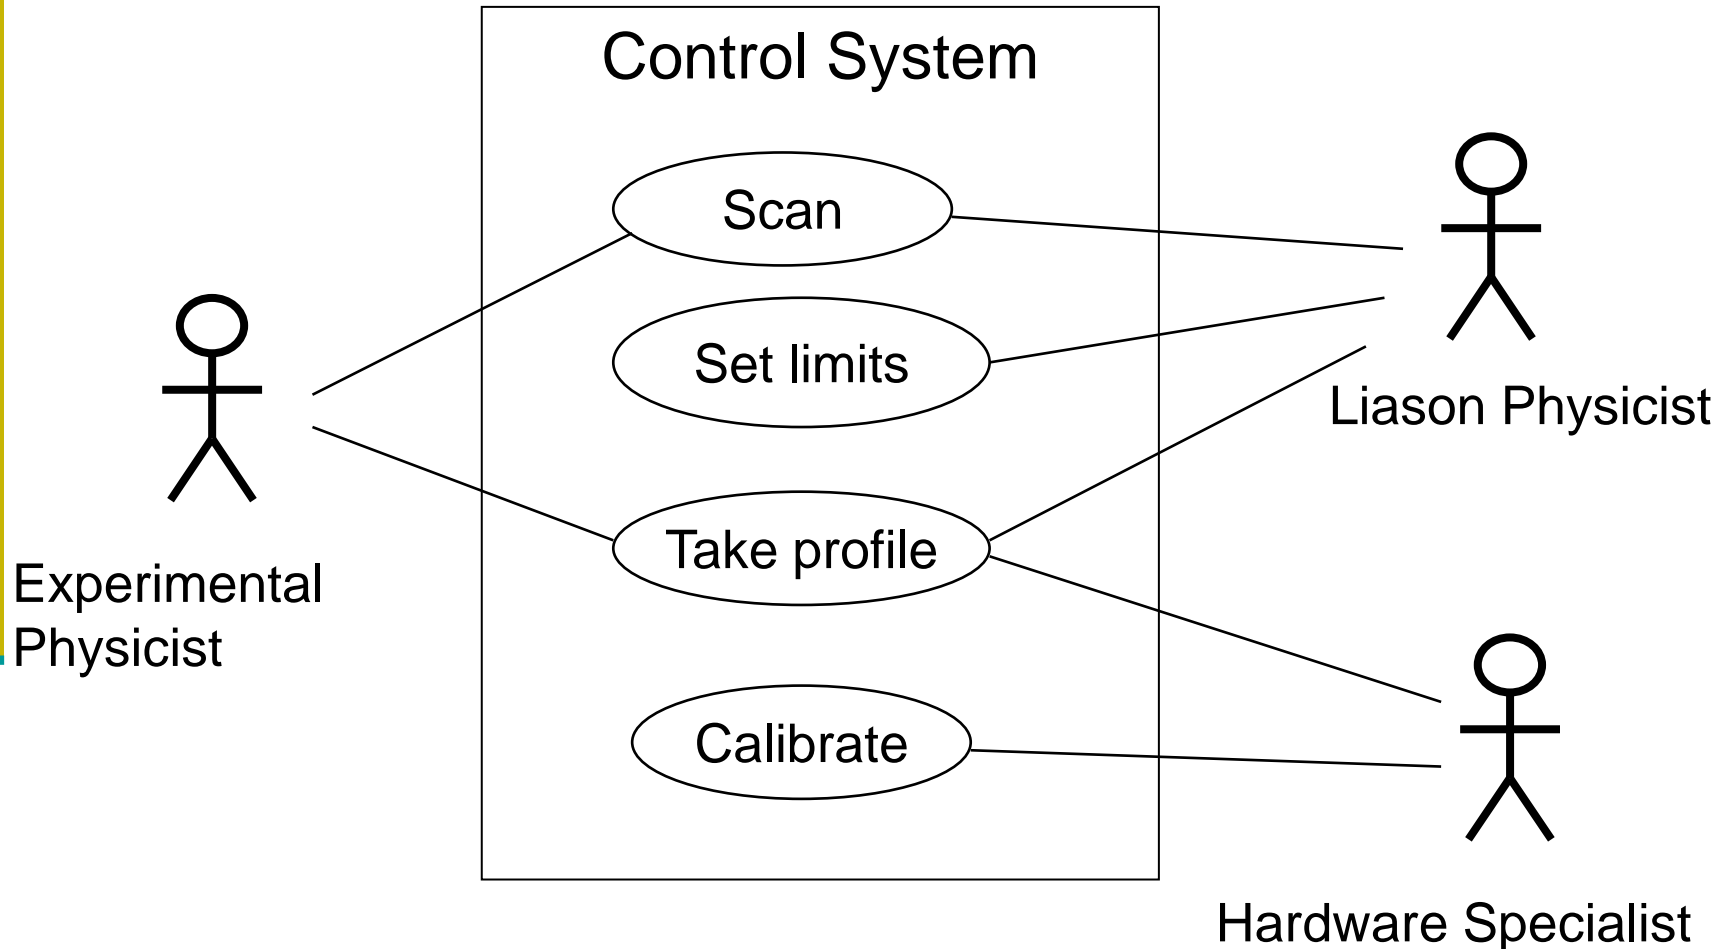 Control System
Scan
Set limits
Liason Physicist
Take profile
Experimental
Physicist
Calibrate
Hardware Specialist